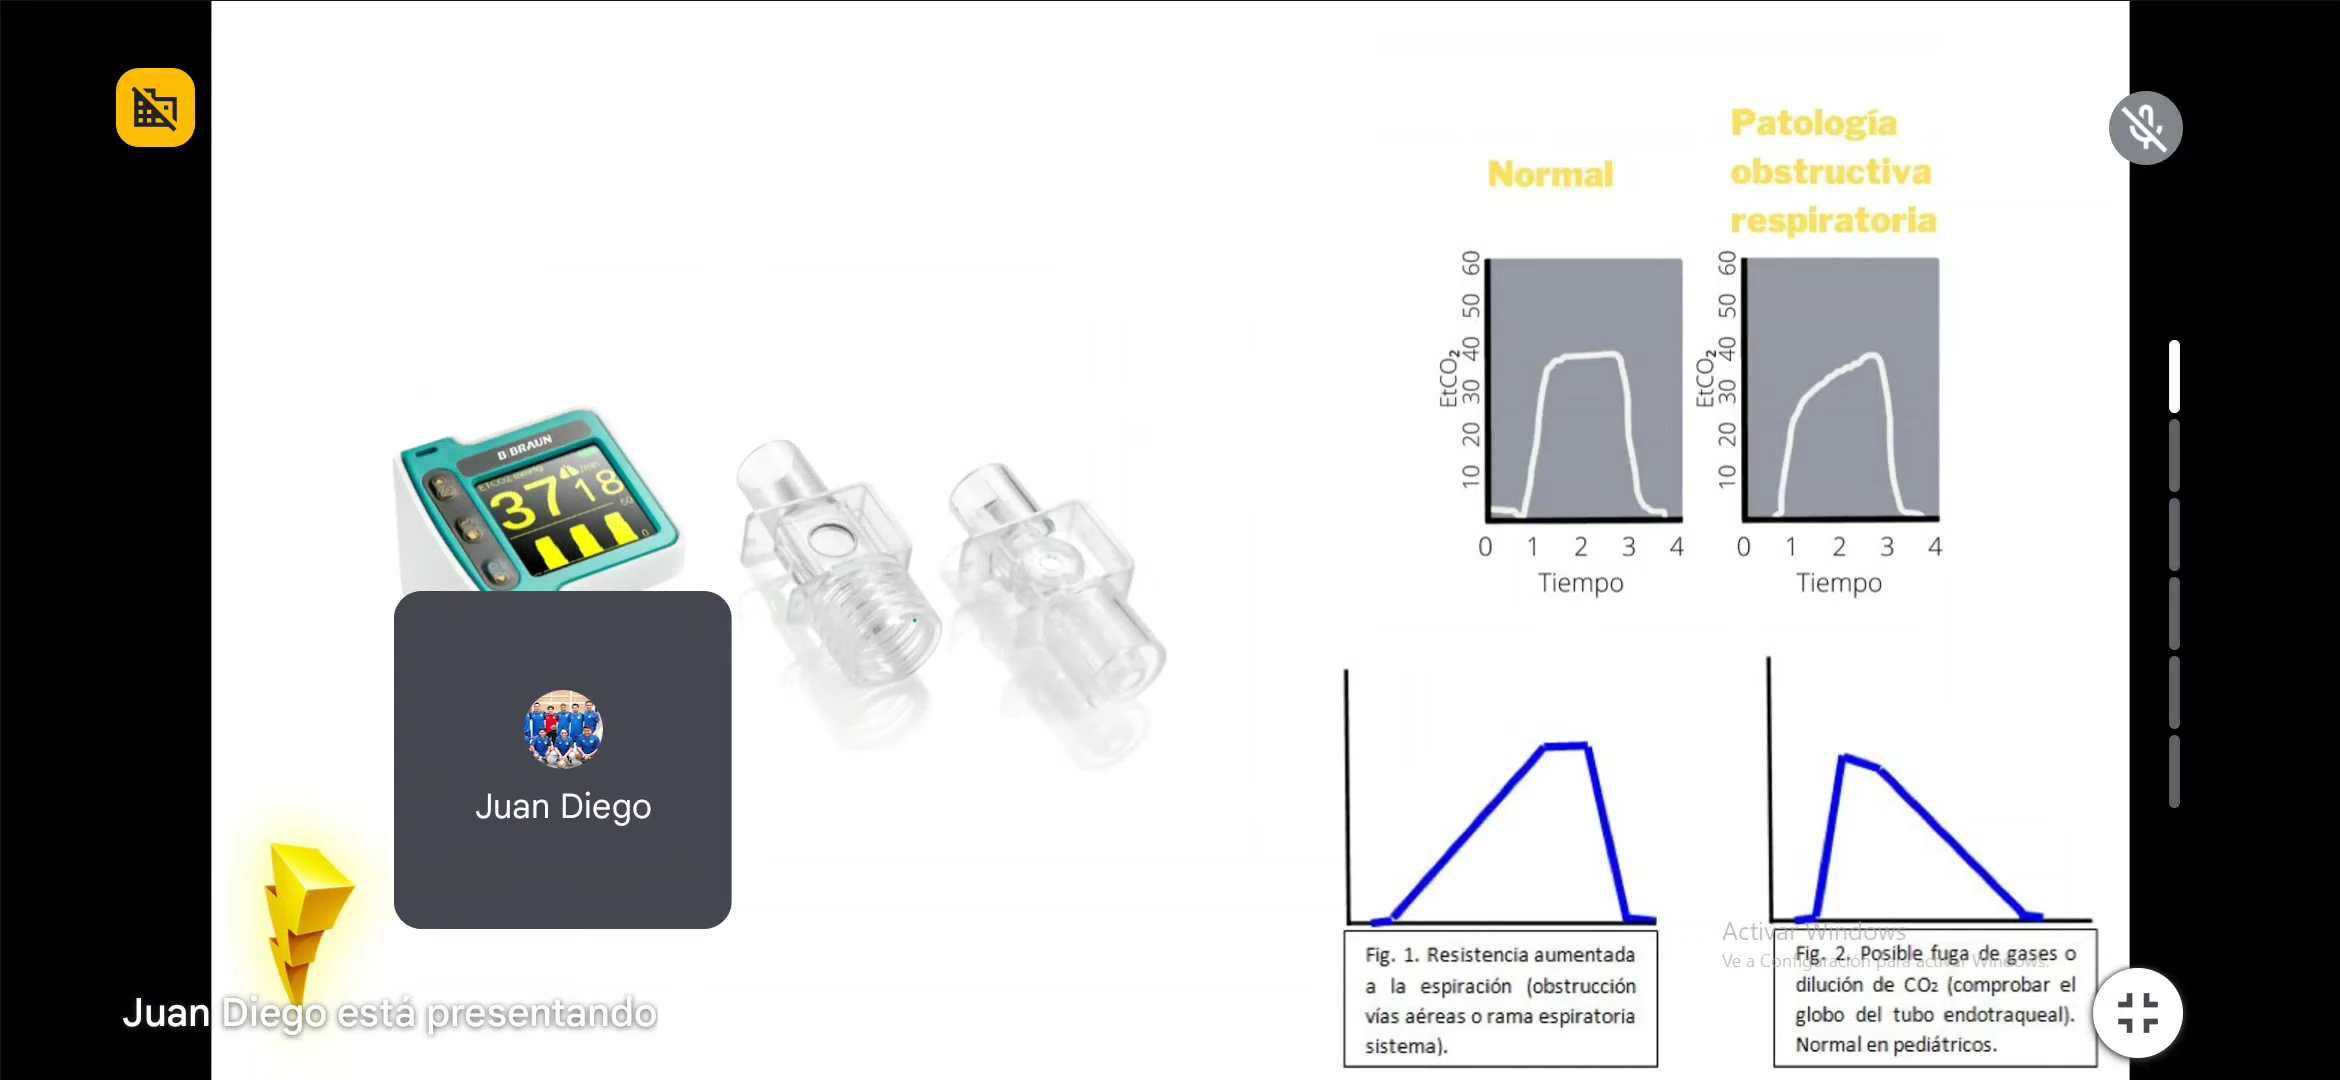 Normal
Patología
obstructiva
respiratoria
EtCO₂
60
50
40
30
20
10
0 1 2 3 4
Tiempo
EtCO₂
60
50
40
30
20
10
0 1 2 3 4
Tiempo
B BRAUN
37 18
50
0
Juan Diego
Fig. 1. Resistencia aumentada
a la espiración (obstrucción
vías aéreas o rama espiratoria
sistema).
Activar Windows
Ve a Configuración para activar Windows.
Fig. 2. Posible fuga de gases o
dilución de CO₂ (comprobar el
globo del tubo endotraqueal).
Normal en pediátricos.
Juan Diego está presentando